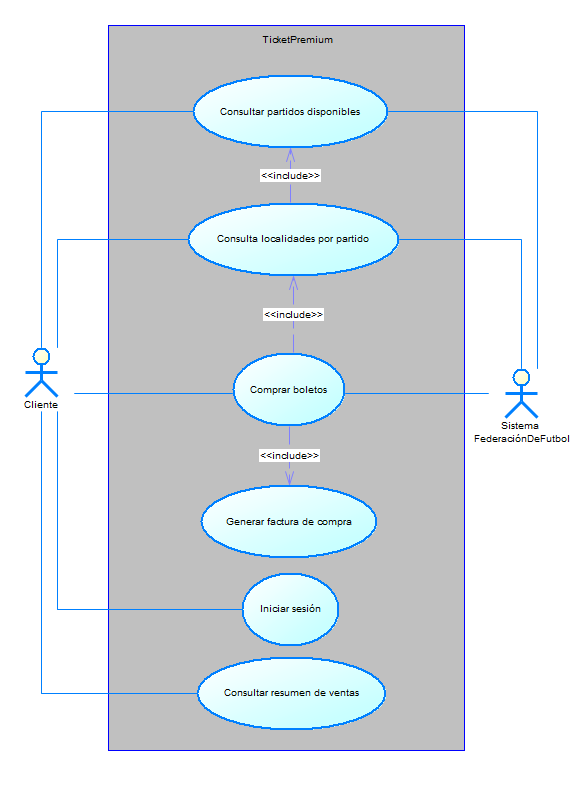 TicketPremium
Consultar partidos disponibles
<<include>>
Consulta localidades por partido
<<include>>
Comprar boletos
Cliente
Sistema
FederaciónDeFutbol
<<include>>
Generar factura de compra
Iniciar sesión
Consultar resumen de ventas